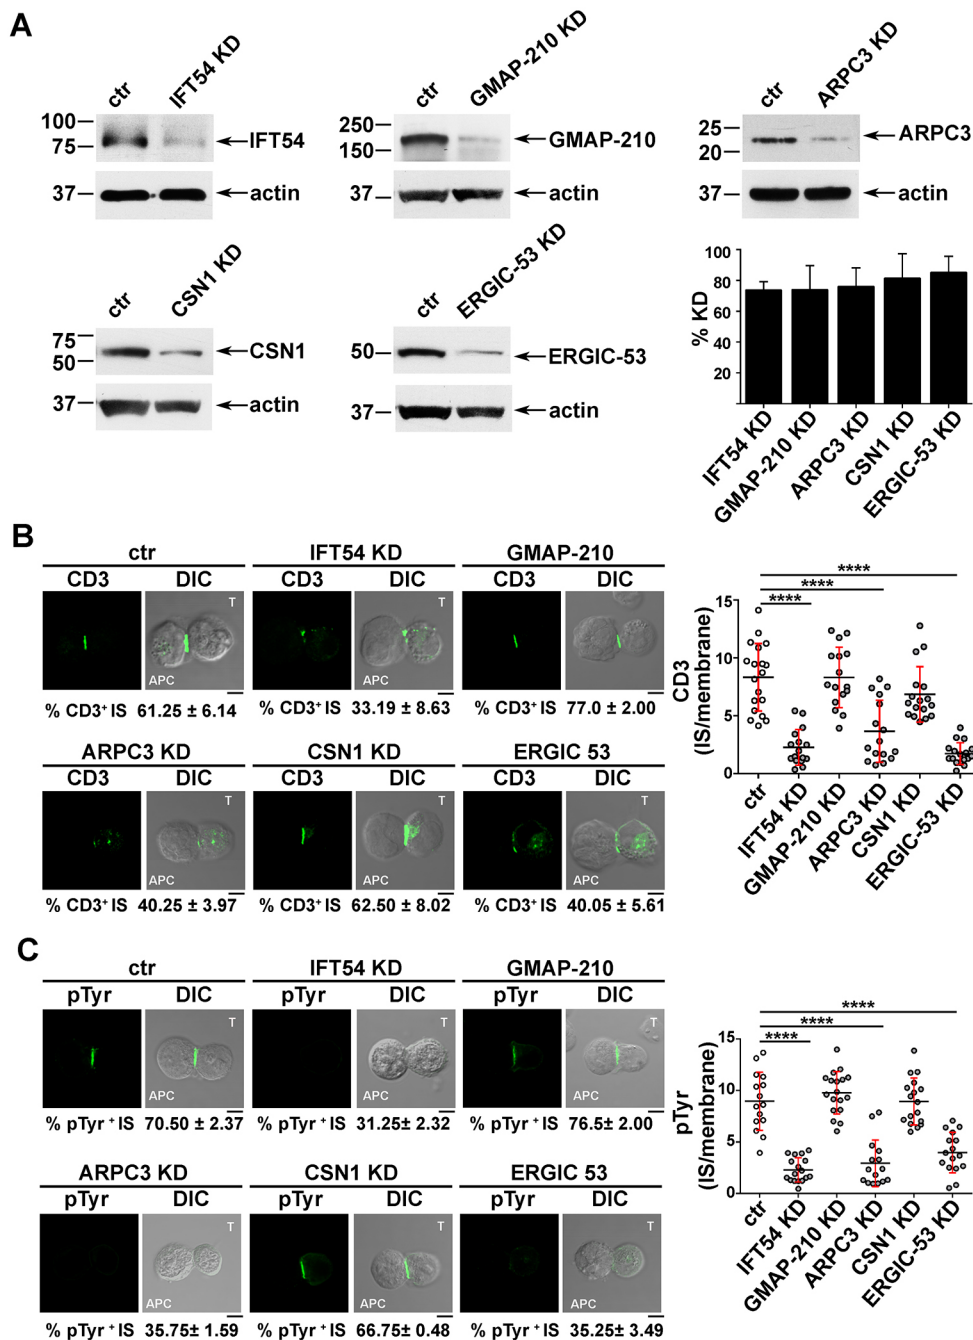 A
ctr IFT54 KD
100
75
IFT54
37
actin
ctr GMAP-210 KD
250
150
GMAP-210
37
actin
ctr ARPC3 KD
25
20
ARPC3
37
actin
ctr CSN1 KD
75
50
CSN1
37
actin
ctr ERGIC-53 KD
50
ERGIC-53
37
actin
% KD
100
80
60
40
20
IFT54 KD
GMAP-210 KD
ARPC3 KD
CSN1 KD
ERGIC-53 KD
B
ctr IFT54 KD GMAP-210
CD3 DIC CD3 DIC CD3 DIC
T T T
APC APC APC
% CD3+ IS 61.25 ± 6.14 % CD3+ IS 33.19 ± 8.63 % CD3+ IS 77.0 ± 2.00
ARPC3 KD CSN1 KD ERGIC 53
CD3 DIC CD3 DIC CD3 DIC
T T T
APC APC APC
% CD3+ IS 40.25 ± 3.97 % CD3+ IS 62.50 ± 8.02 % CD3+ IS 40.05 ± 5.61
****
****
****
CD3
(IS/membrane)
15
10
5
0
ctr
IFT54 KD
GMAP-210 KD
ARPC3 KD
CSN1 KD
ERGIC-53 KD
C
ctr IFT54 KD GMAP-210
pTyr DIC pTyr DIC pTyr DIC
T T T
APC APC APC
% pTyr + IS 70.50 ± 2.37 % pTyr + IS 31.25± 2.32 % pTyr + IS 76.5± 2.00
ARPC3 KD CSN1 KD ERGIC 53
pTyr DIC pTyr DIC pTyr DIC
T T T
APC APC APC
% pTyr + IS 35.75± 1.59 % pTyr + IS 66.75± 0.48 % pTyr + IS 35.25± 3.49
****
****
****
pTyr
(IS/membrane)
15
10
5
0
ctr
IFT54 KD
GMAP-210 KD
ARPC3 KD
CSN1 KD
ERGIC-53 KD